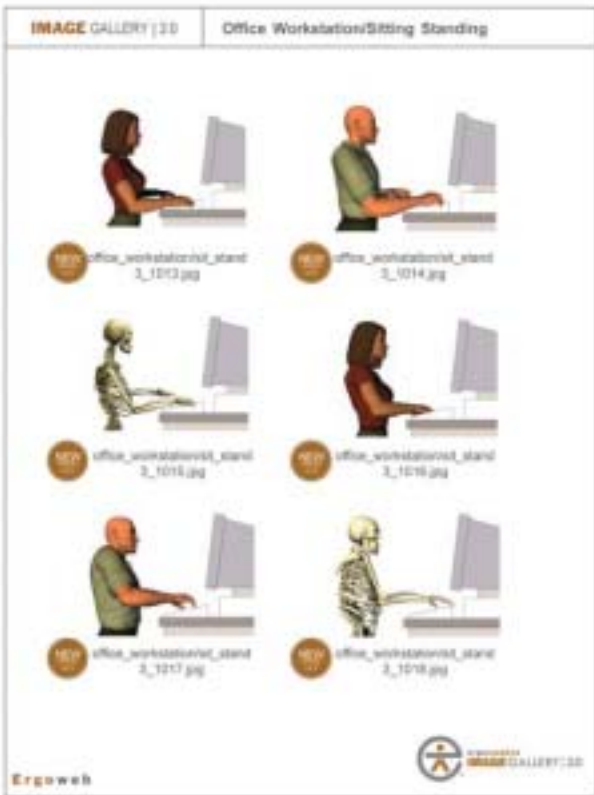 IMAGE GALLERY | 2.0
Office Workstation/Sitting Standing
NEW
office_workstation/sit_stand
3_1013.jpg
NEW
office_workstation/sit_stand
3_1014.jpg
NEW
office_workstation/sit_stand
3_1015.jpg
NEW
office_workstation/sit_stand
3_1016.jpg
NEW
office_workstation/sit_stand
3_1017.jpg
NEW
office_workstation/sit_stand
3_1018.jpg
Ergoweb
IMAGE GALLERY | 2.0